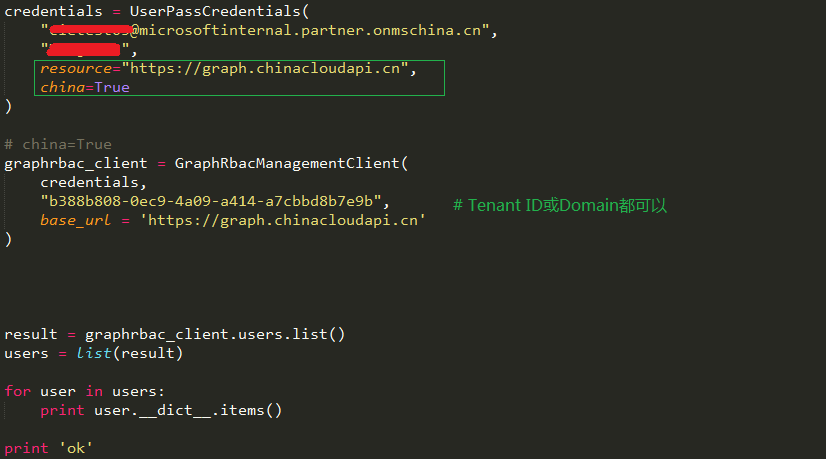 credentials = UserPassCredentials(
"@microsoftinternal.partner.onmschina.cn",
"",
resource="https://graph.chinacloudapi.cn",
china=True
)
# china=True
graphrbac_client = GraphRbacManagementClient(
credentials,
"b388b808-0ec9-4a09-a414-a7cbbd8b7e9b", # Tenant ID或Domain都可以
base_url = 'https://graph.chinacloudapi.cn'
)
result = graphrbac_client.users.list()
users = list(result)
for user in users:
print user.__dict__.items()
print 'ok'